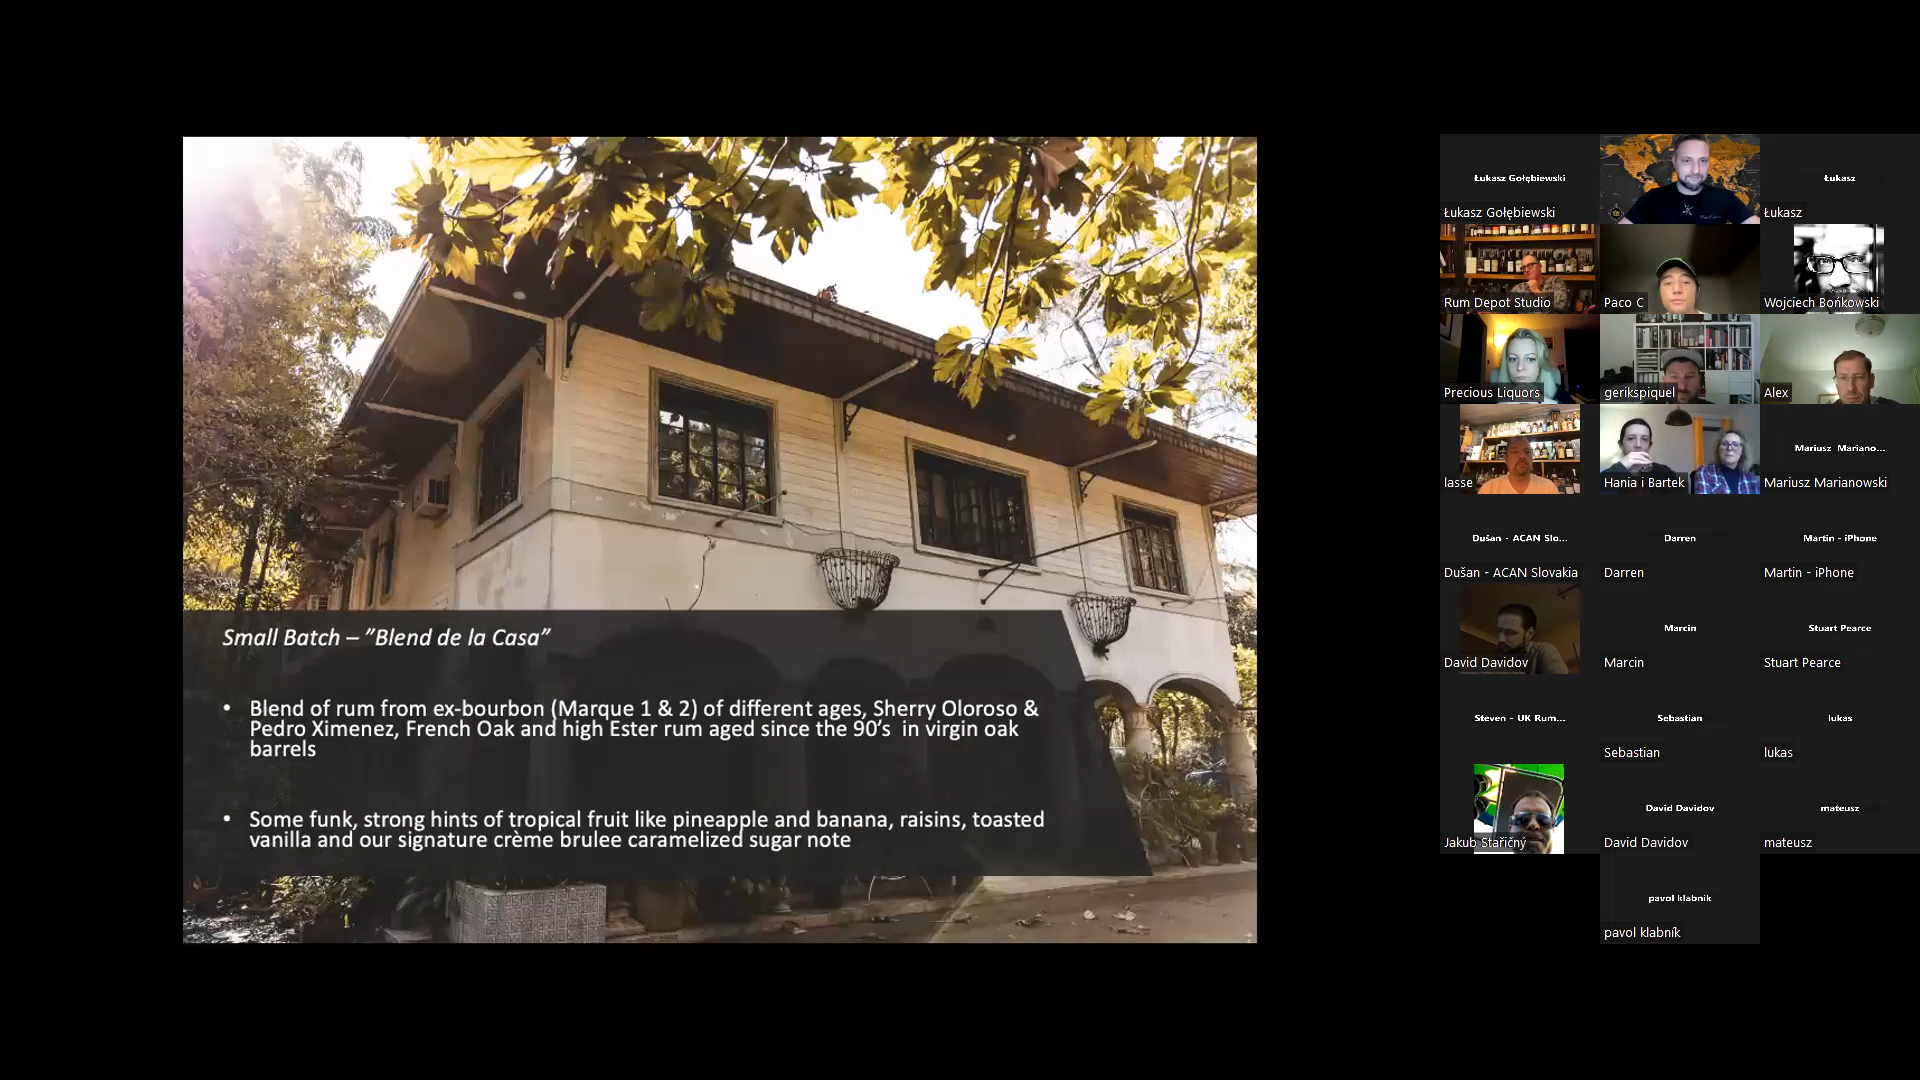 Small Batch – ”Blend de la Casa”
• Blend of rum from ex-bourbon (Marque 1 & 2) of different ages, Sherry Oloroso &
Pedro Ximenez, French Oak and high Ester rum aged since the 90’s in virgin oak
barrels
• Some funk, strong hints of tropical fruit like pineapple and banana, raisins, toasted
vanilla and our signature crème brulee caramelized sugar note
Łukasz Gołębiewski
Łukasz Gołębiewski
Łukasz
Łukasz
Rum Depot Studio
Paco C
Wojciech Bońkowski
Precious Liquors
gerikspiquel
Alex
lasse
Hania i Bartek
Mariusz Mariano...
Mariusz Marianowski
Dušan - ACAN Slo...
Dušan - ACAN Slovakia
Darren
Darren
Martin - iPhone
Martin - iPhone
David Davidov
Marcin
Marcin
Stuart Pearce
Stuart Pearce
Steven - UK Rum...
Sebastian
Sebastian
lukas
lukas
Jakub Stařičný
David Davidov
David Davidov
mateusz
mateusz
pavol klabník
pavol klabník